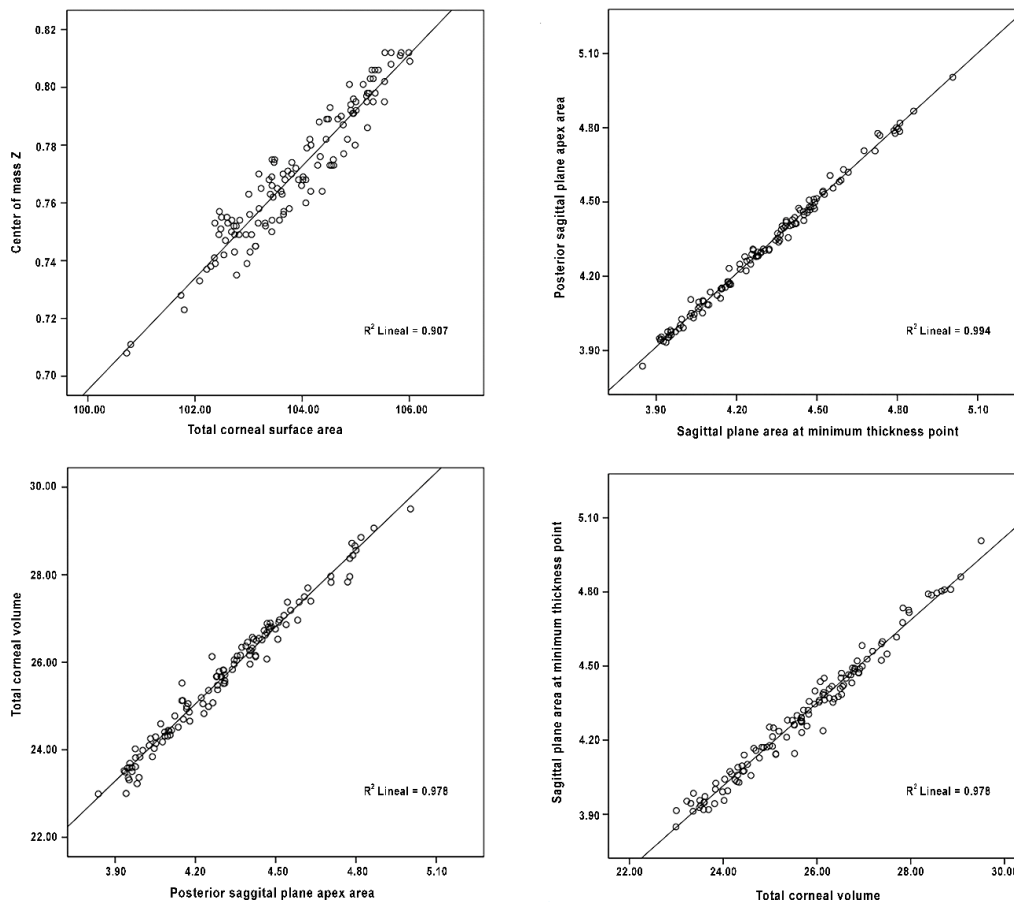 0.82
0.80
0.78
0.76
0.74
0.72
0.70
Center of mass Z
R² Lineal = 0.907
100.00 102.00 104.00 106.00
Total corneal surface area
5.10
4.80
4.50
4.20
3.90
Posterior sagittal plane apex area
R² Lineal = 0.994
3.90 4.20 4.50 4.80 5.10
Sagittal plane area at minimum thickness point
30.00
28.00
26.00
24.00
22.00
Total corneal volume
R² Lineal = 0.978
3.90 4.20 4.50 4.80 5.10
Posterior saggital plane apex area
5.10
4.80
4.50
4.20
3.90
Sagittal plane area at minimum thickness point
R² Lineal = 0.978
22.00 24.00 26.00 28.00 30.00
Total corneal volume